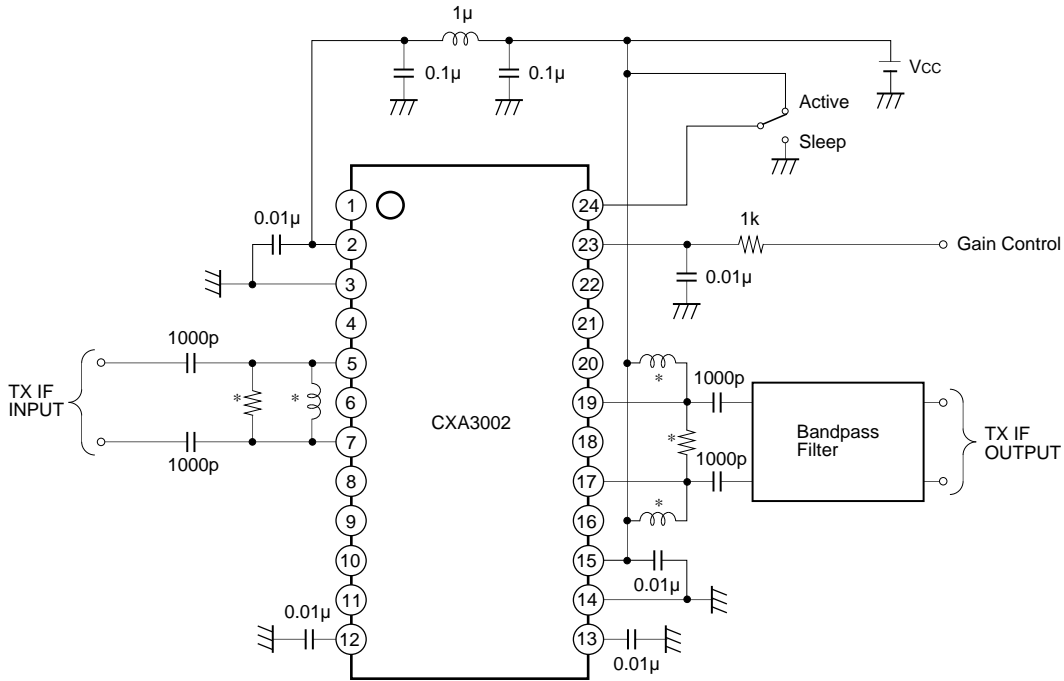 1µ
0.1µ
0.1µ
VCC
Active
Sleep
0.01µ
1
2
3
4
5
6
7
8
9
10
11
12
24
23
22
21
20
19
18
17
16
15
14
13
CXA3002
1k
Gain Control
0.01µ
1000p
TX IF
INPUT
*
*
1000p
*
1000p
*
1000p
*
Bandpass
Filter
TX IF
OUTPUT
0.01µ
0.01µ
0.01µ